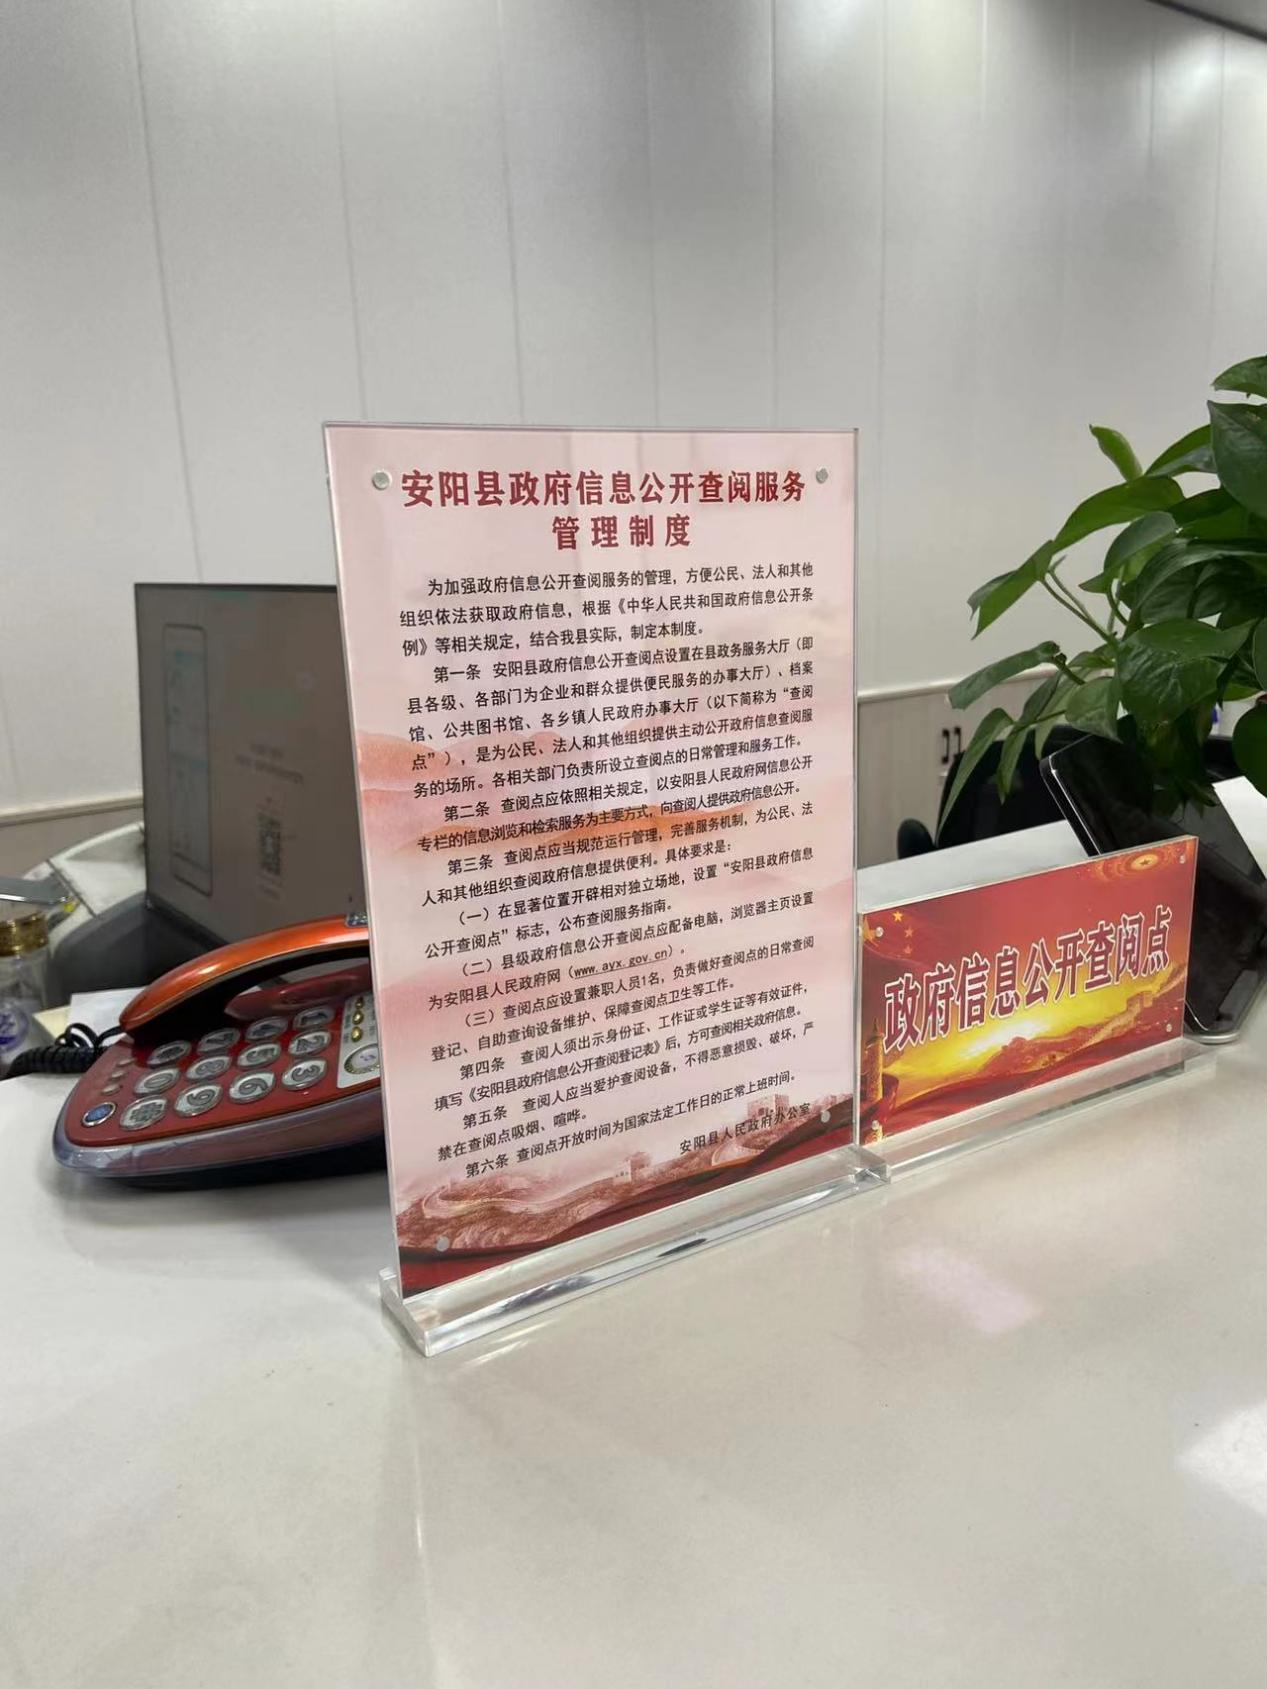 安阳县政府信息公开查阅服务
管理制度
为加强政府信息公开查阅服务的管理，方便公民、法人和其他
组织依法获取政府信息，根据《中华人民共和国政府信息公开条
例》等相关规定，结合我县实际，制定本制度。
第一条 安阳县政府信息公开查阅点设置在县政务服务大厅（即
县各级、各部门为企业和群众提供便民服务的办事大厅）、档案
馆、公共图书馆、各乡镇人民政府办事大厅（以下简称为“查阅
点”），是为公民、法人和其他组织提供主动公开政府信息查阅服
务的场所。各相关部门负责所设立查阅点的日常管理和服务工作。
第二条 查阅点应依照相关规定，以安阳县人民政府网信息公开
专栏的信息浏览和检索服务为主要方式，向查阅人提供政府信息公开。
第三条 查阅点应当规范运行管理，完善服务机制，为公民、法
人和其他组织查阅政府信息提供便利。具体要求是：
（一）在显著位置开辟相对独立场地，设置“安阳县政府信息
公开查阅点”标志，公布查阅服务指南。
（二）县级政府信息公开查阅点应配备电脑，浏览器主页设置
为安阳县人民政府网（www.ayx.gov.cn）。
（三）查阅点应设置兼职人员1名，负责做好查阅点的日常查阅
登记、自助查询设备维护、保障查阅点卫生等工作。
第四条 查阅人须出示身份证、工作证或学生证等有效证件，
填写《安阳县政府信息公开查阅登记表》后，方可查阅相关政府信息。
第五条 查阅人应当爱护查阅设备，不得恶意损毁、破坏，严
禁在查阅点吸烟、喧哗。
第六条 查阅点开放时间为国家法定工作日的正常上班时间。
安阳县人民政府办公室
政府信息公开查阅点